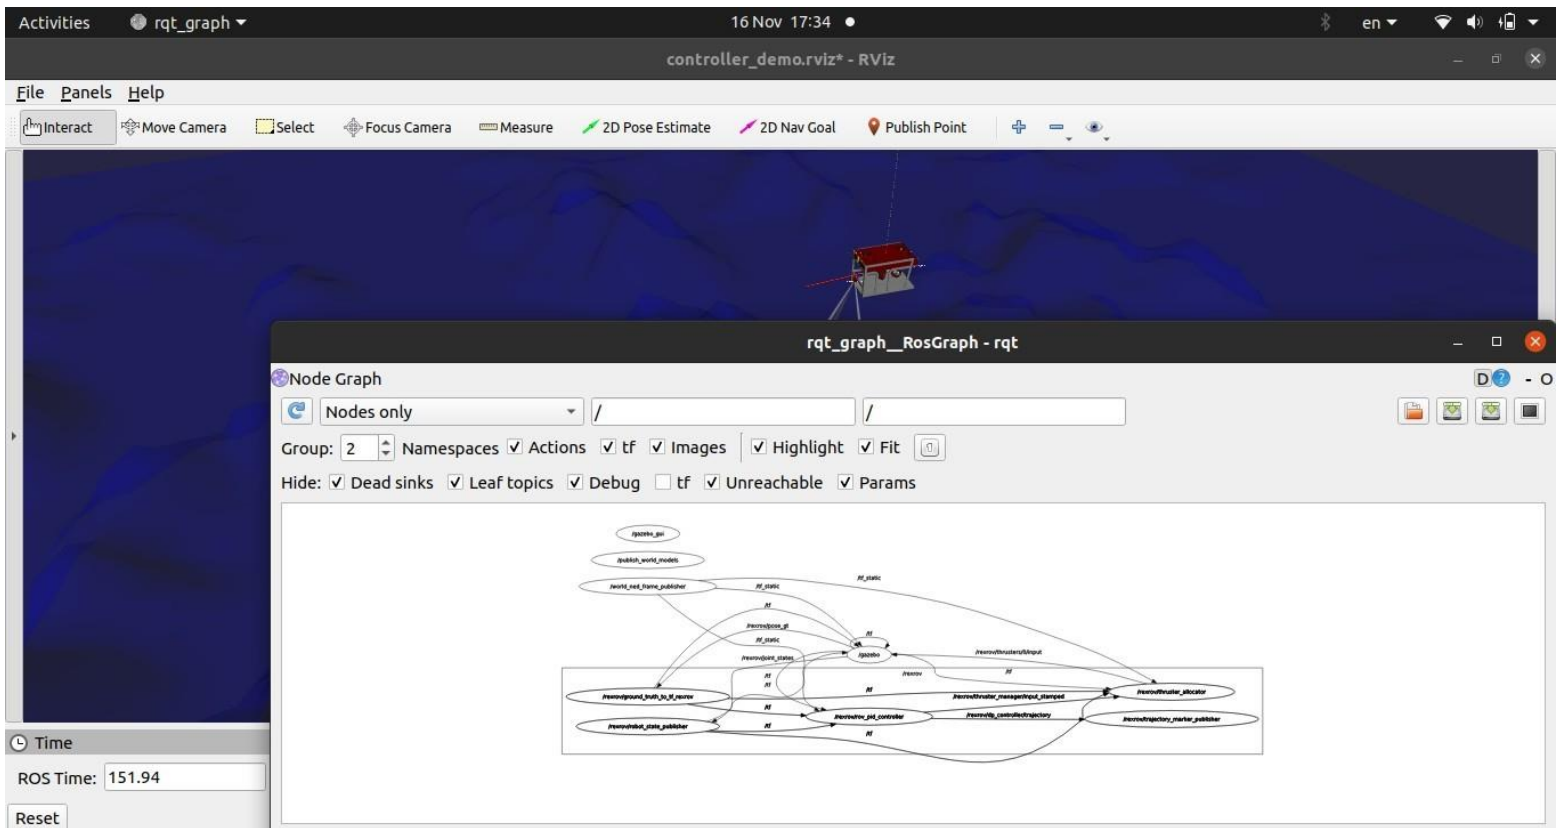 Activities rqt_graph 16 Nov 17:34 en
controller_demo.rviz* - RViz
File Panels Help
Interact Move Camera Select Focus Camera Measure 2D Pose Estimate 2D Nav Goal Publish Point
rqt_graph__RosGraph - rqt
Node Graph D ? - O
Nodes only / /
Group: 2 Namespaces Actions tf Images Highlight Fit
Hide: Dead sinks Leaf topics Debug tf Unreachable Params
/gazebo_gui
/publish_world_models
/tf_static
/world_ned_frame_publisher /tf_static
/tf
/rexrov/pose_gt
/tf
/tf_static
/rexrov/thrusters/0/input
/gazebo
/rexrov/joint_states
/rexrov /tf
/tf
/tf
/tf /rexrov/thruster_allocator
/rexrov/ground_truth_to_tf_rexrov /rexrov/thruster_manager/input_stamped
/tf
/rexrov/rov_pid_controller /rexrov/dp_controller/trajectory
/rexrov/trajectory_marker_publisher
/rexrov/robot_state_publisher /tf
/tf
Time
ROS Time: 151.94
Reset